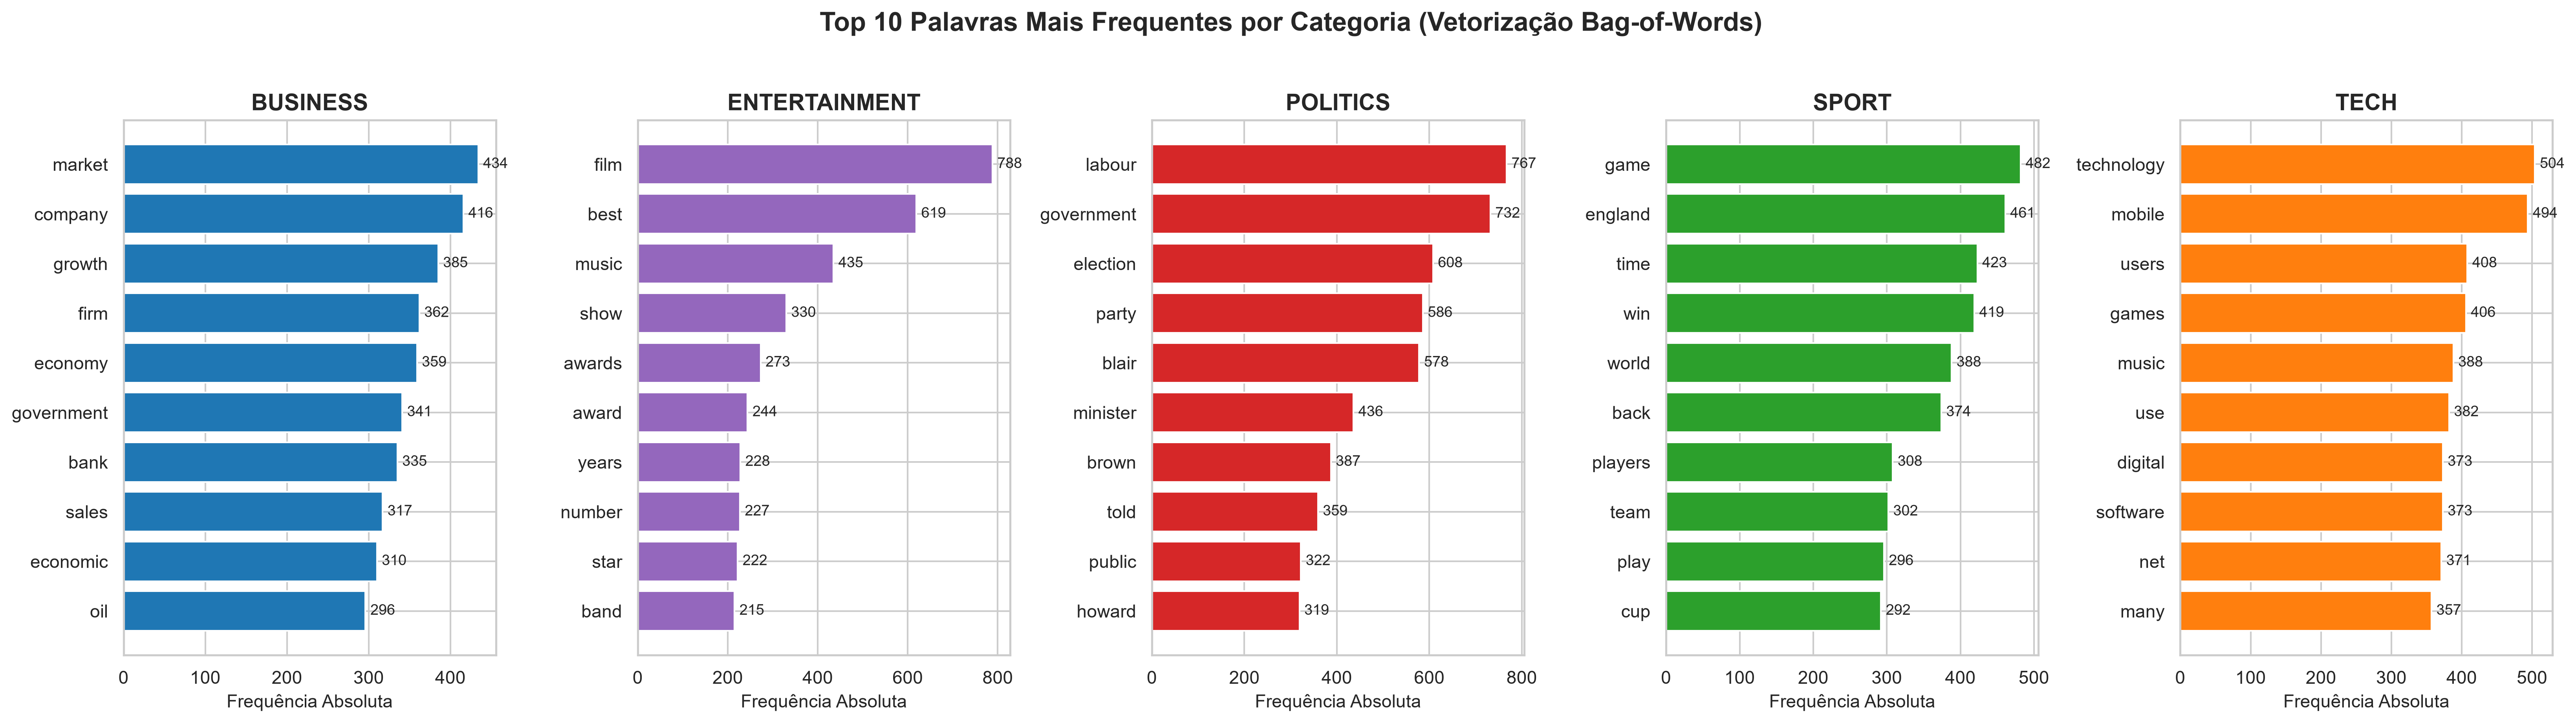 Top 10 Palavras Mais Frequentes por Categoria (Vetorização Bag-of-Words)
BUSINESS
market 434
company 416
growth 385
firm 362
economy 359
government 341
bank 335
sales 317
economic 310
oil 296
0 100 200 300 400
Frequência Absoluta
ENTERTAINMENT
film 788
best 619
music 435
show 330
awards 273
award 244
years 228
number 227
star 222
band 215
0 200 400 600 800
Frequência Absoluta
POLITICS
labour 767
government 732
election 608
party 586
blair 578
minister 436
brown 387
told 359
public 322
howard 319
0 200 400 600 800
Frequência Absoluta
SPORT
game 482
england 461
time 423
win 419
world 388
back 374
players 308
team 302
play 296
cup 292
0 100 200 300 400 500
Frequência Absoluta
TECH
technology 504
mobile 494
users 408
games 406
music 388
use 382
digital 373
software 373
net 371
many 357
0 100 200 300 400 500
Frequência Absoluta